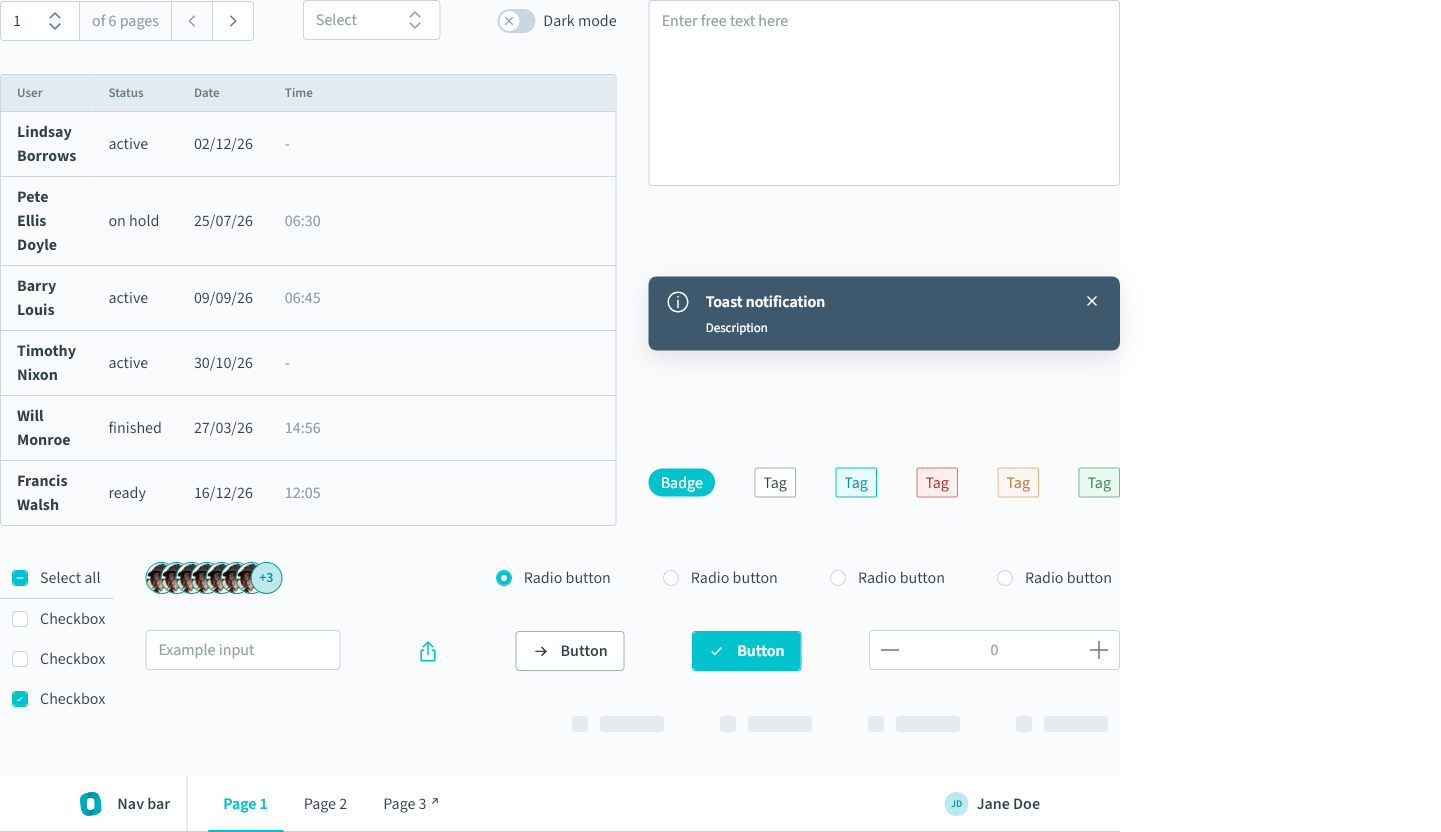 1 of 6 pages
Select
Dark mode
Enter free text here
User Status Date Time
Lindsay
Borrows
active 02/12/26 -
Pete
Ellis
Doyle
on hold 25/07/26 06:30
Barry
Louis
active 09/09/26 06:45
Timothy
Nixon
active 30/10/26 -
Will
Monroe
finished 27/03/26 14:56
Francis
Walsh
ready 16/12/26 12:05
Toast notification
Description
Badge Tag Tag Tag Tag Tag
Select all
Checkbox
Checkbox
Checkbox
+3
Radio button Radio button Radio button Radio button
Example input
Button Button 0
Nav bar Page 1 Page 2 Page 3 ↗
JD Jane Doe